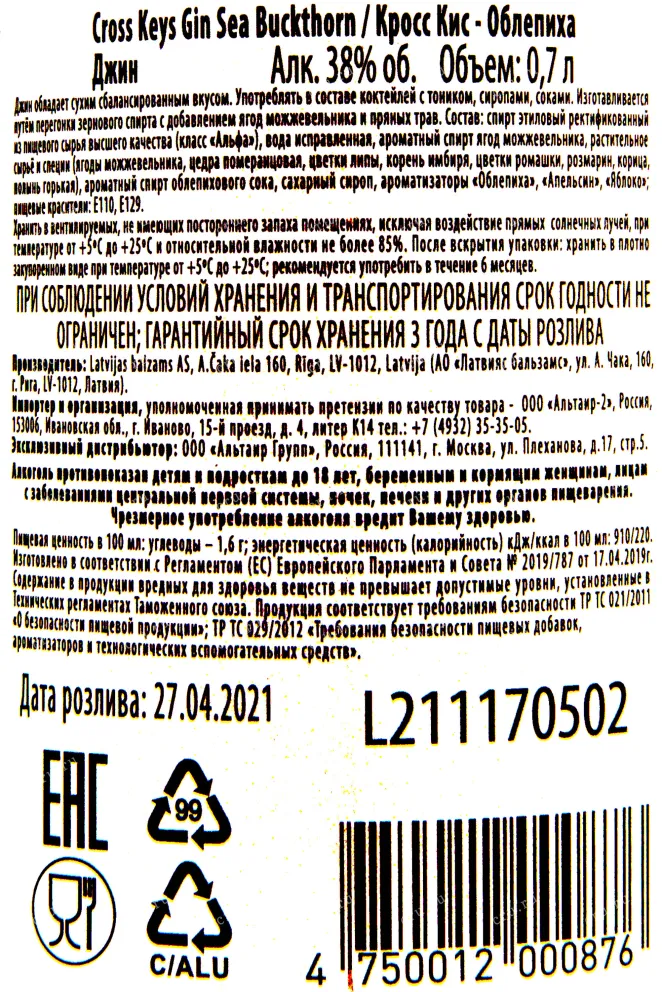 Cross Keys Gin Sea Buckthorn / Кросс Кис - Облепиха
Джин Алк. 38% об. Объем: 0,7 л
Джин обладает сухим сбалансированным вкусом. Употреблять в составе коктейлей с тоником, сиропами, соками. Изготавливается
путём перегонки зернового спирта с добавлением ягод можжевельника и пряных трав. Состав: спирт этиловый ректификованный
из пищевого сырья высшего качества (класс «Альфа»), вода исправленная, ароматный спирт ягод можжевельника, растительное
сырьё и специи (ягоды можжевельника, цедра померанцовая, цветки липы, корень имбиря, цветки ромашки, розмарин, корица,
полынь горькая), ароматный спирт облепихового сока, сахарный сироп, ароматизаторы «Облепиха», «Апельсин», «Яблоко»;
пищевые красители: Е110, Е129.
Хранить в вентилируемых, не имеющих постороннего запаха помещениях, исключая воздействие прямых солнечных лучей, при
температуре от +5°С до +25°С и относительной влажности не более 85%. После вскрытия упаковки: хранить в плотно
закупоренном виде при температуре от +5°С до +25°С; рекомендуется употребить в течение 6 месяцев.
ПРИ СОБЛЮДЕНИИ УСЛОВИЙ ХРАНЕНИЯ И ТРАНСПОРТИРОВАНИЯ СРОК ГОДНОСТИ НЕ
ОГРАНИЧЕН; ГАРАНТИЙНЫЙ СРОК ХРАНЕНИЯ 3 ГОДА С ДАТЫ РОЗЛИВА
Производитель: Latvijas balzams AS, A.Čaka iela 160, Rīga, LV-1012, Latvija (АО «Латвияс бальзамс», ул. А. Чака, 160,
г. Рига, LV-1012, Латвия).
Импортер и организация, уполномоченная принимать претензии по качеству товара - ООО «Альтаир-2», Россия,
153006, Ивановская обл., г. Иваново, 15-й проезд, д. 4, литер К14 тел.: +7 (4932) 35-35-05.
Эксклюзивный дистрибьютор: ООО «Альтаир Групп», Россия, 111141, г. Москва, ул. Плеханова, д.17, стр.5.
Алкоголь противопоказан детям и подросткам до 18 лет, беременным и кормящим женщинам, лицам
с заболеваниями центральной нервной системы, почек, печени и других органов пищеварения.
Чрезмерное употребление алкоголя вредит Вашему здоровью.
Пищевая ценность в 100 мл: углеводы – 1,6 г; энергетическая ценность (калорийность) кДж/ккал в 100 мл: 910/220.
Изготовлено в соответствии с Регламентом (ЕС) Европейского Парламента и Совета № 2019/787 от 17.04.2019г.
Содержание в продукции вредных для здоровья веществ не превышает допустимые уровни, установленные в
Технических регламентах Таможенного союза. Продукция соответствует требованиям безопасности ТР ТС 021/2011
«О безопасности пищевой продукции»; ТР ТС 029/2012 «Требования безопасности пищевых добавок,
ароматизаторов и технологических вспомогательных средств».
Дата розлива: 27.04.2021 L211170502
EAC
99
C/ALU
4 750012 000876